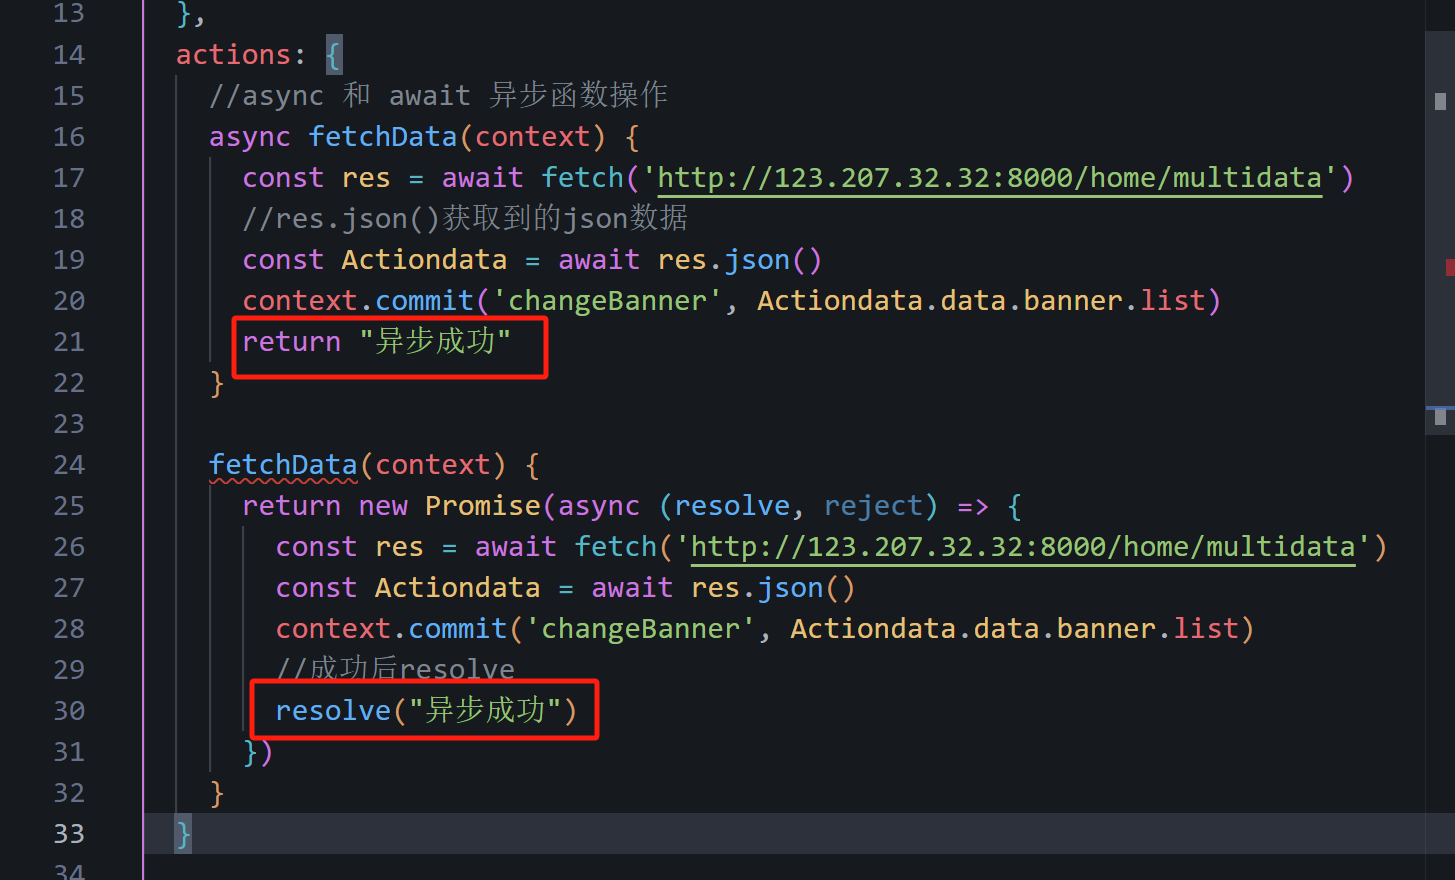 13 },
14 actions: {
15 //async 和 await 异步函数操作
16 async fetchData(context) {
17 const res = await fetch('http://123.207.32.32:8000/home/multidata')
18 //res.json()获取到的json数据
19 const Actiondata = await res.json()
20 context.commit('changeBanner', Actiondata.data.banner.list)
21 return "异步成功"
22 }
23
24 fetchData(context) {
25 return new Promise(async (resolve, reject) => {
26 const res = await fetch('http://123.207.32.32:8000/home/multidata')
27 const Actiondata = await res.json()
28 context.commit('changeBanner', Actiondata.data.banner.list)
29 //成功后resolve
30 resolve("异步成功")
31 })
32 }
33 }
34